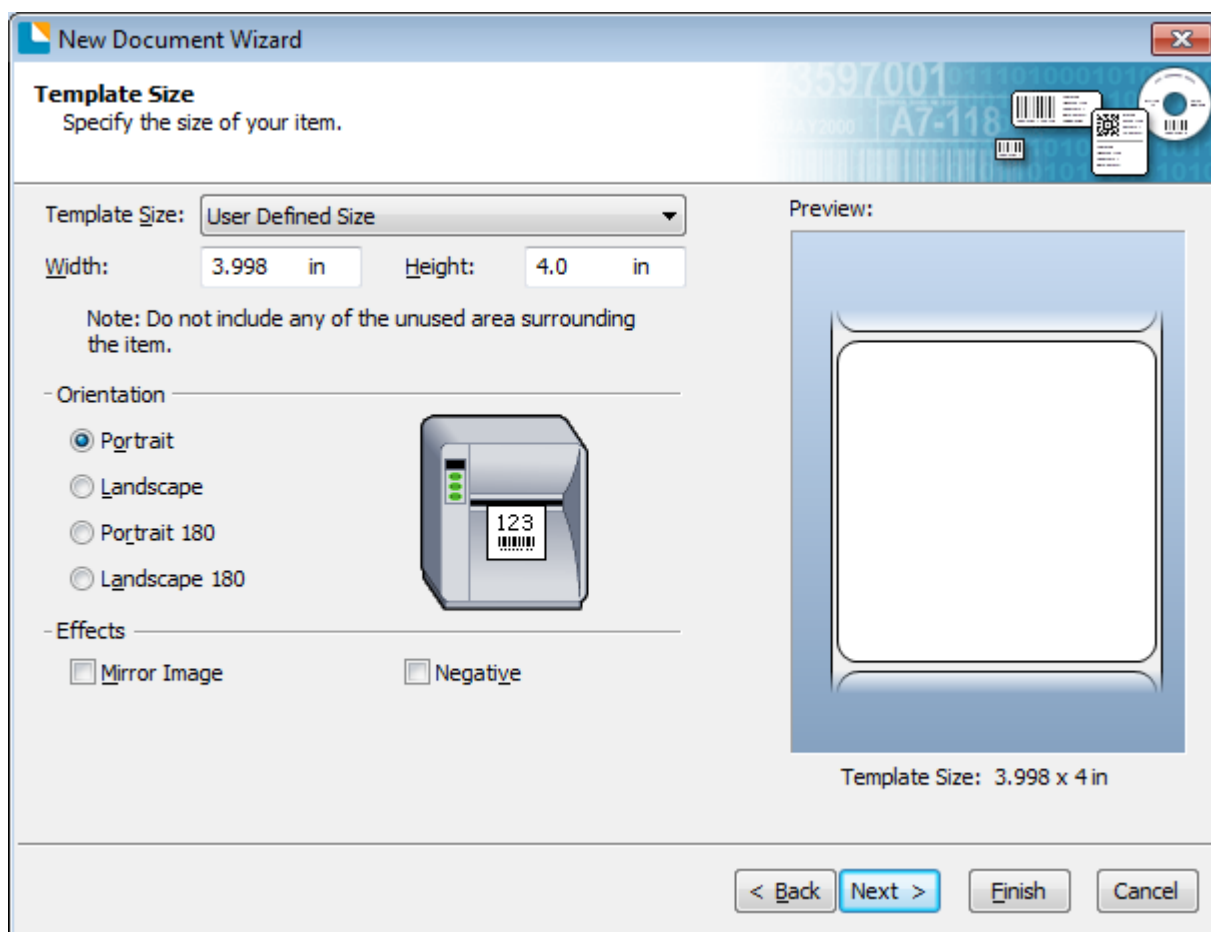 New Document Wizard
Template Size
Specify the size of your item.
43597001
A7-118
Template Size: User Defined Size
Preview:
Width: 3.998 in Height: 4.0 in
Note: Do not include any of the unused area surrounding
the item.
Orientation
Portrait
Landscape
Portrait 180
Landscape 180
123
Effects
Mirror Image Negative
Template Size: 3.998 x 4 in
< Back Next > Finish Cancel